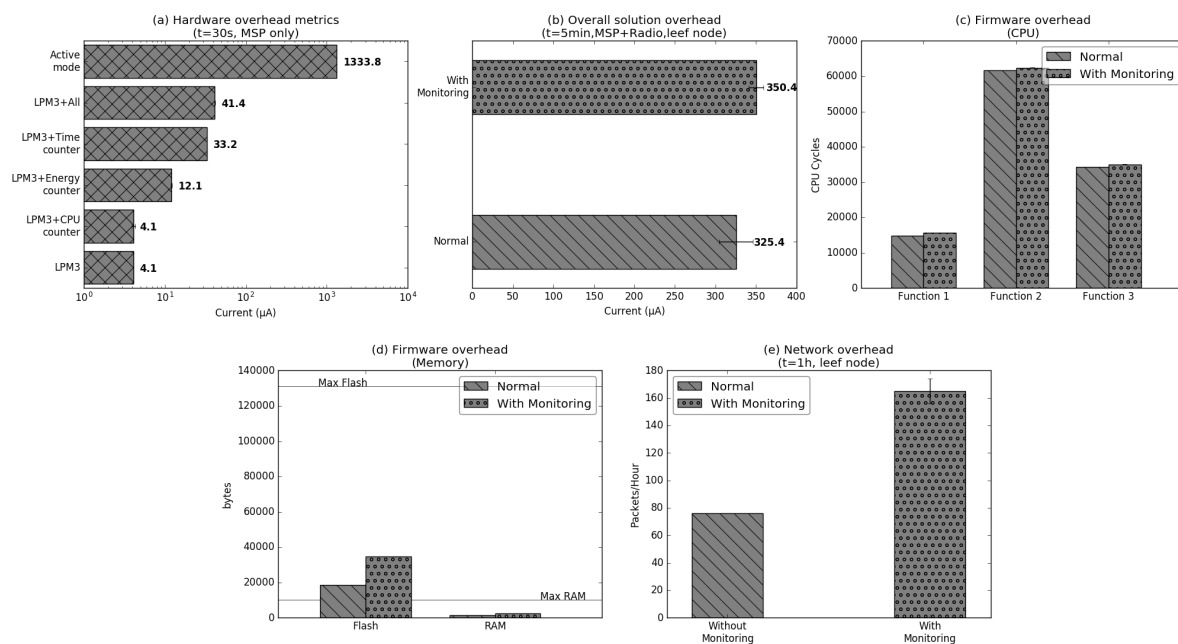 (a) Hardware overhead metrics
(t=30s, MSP only)
Active
mode
1333.8
LPM3+All
41.4
LPM3+Time
counter
33.2
LPM3+Energy
counter
12.1
LPM3+CPU
counter
4.1
LPM3
4.1
10^0 10^1 10^2 10^3 10^4
Current (μA)
(b) Overall solution overhead
(t=5min,MSP+Radio,leef node)
With
Monitoring
350.4
Normal
325.4
0 50 100 150 200 250 300 350 400
Current (μA)
(c) Firmware overhead
(CPU)
70000
60000
50000
40000
30000
20000
10000
0
CPU Cycles
Normal
With Monitoring
Function 1 Function 2 Function 3
(d) Firmware overhead
(Memory)
140000
120000
100000
80000
60000
40000
20000
0
bytes
Max Flash
Normal
With Monitoring
Max RAM
Flash RAM
(e) Network overhead
(t=1h, leef node)
180
160
140
120
100
80
60
40
20
0
Packets/Hour
Normal
With Monitoring
Without
Monitoring
With
Monitoring